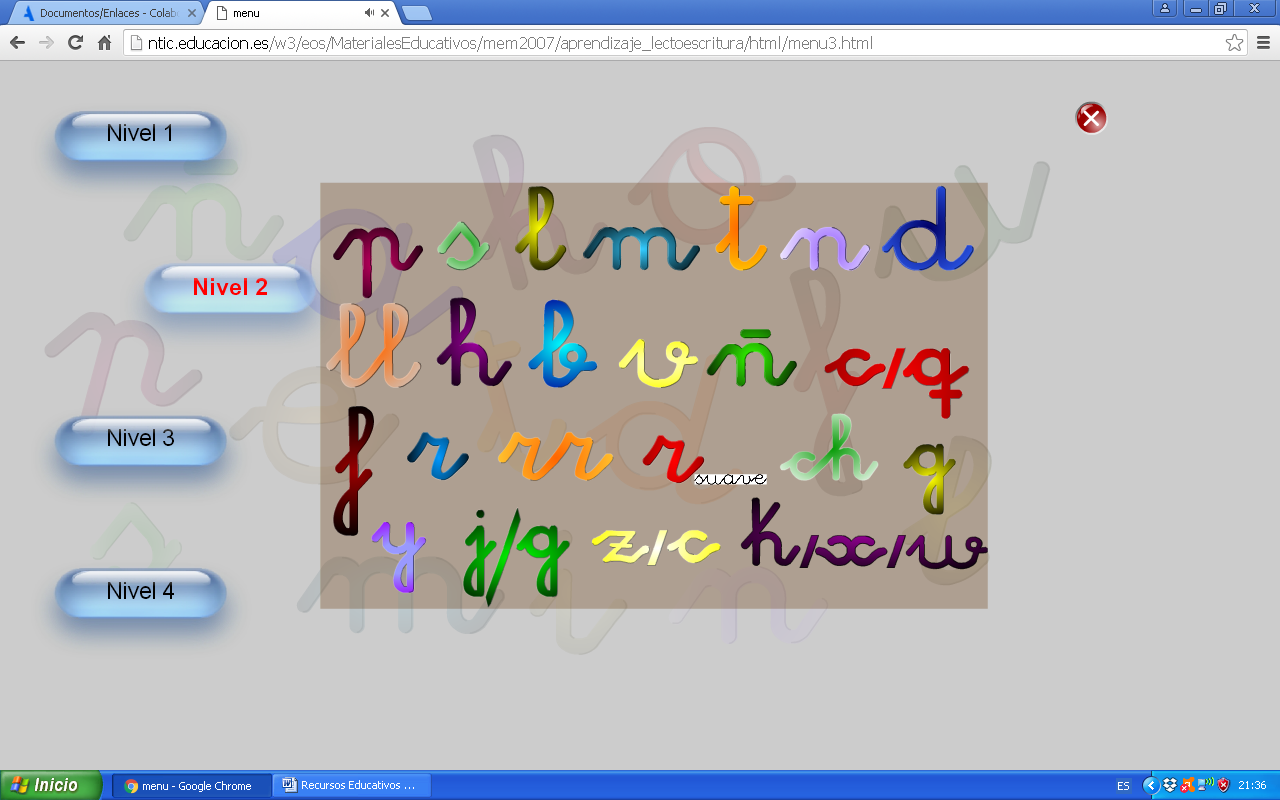 Documentos/Enlaces - Colab
menu
ntic.educacion.es/w3/eos/MaterialesEducativos/mem2007/aprendizaje_lectoescritura/html/menu3.html
Nivel 1
Nivel 2
Nivel 3
Nivel 4
p s l m t n d
ll h b v ñ c/q
f r rr r suave ch g
y j/g z/c k/x/w
Inicio
menu - Google Chrome
Recursos Educativos ...
ES
21:36